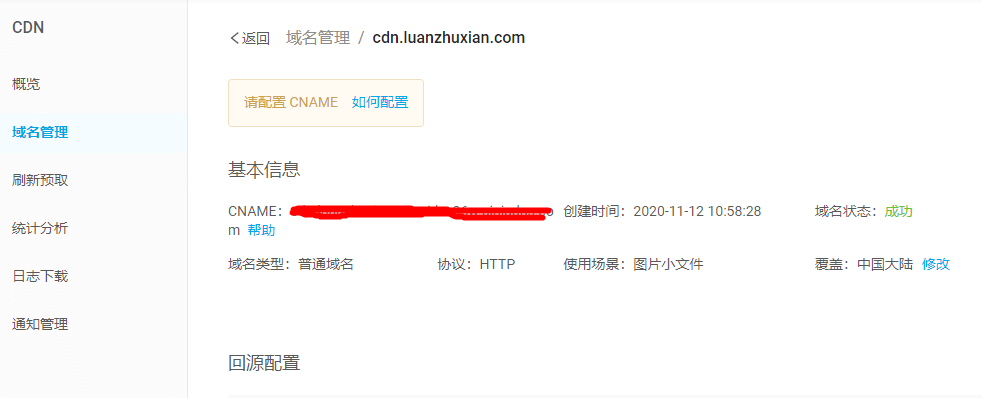 CDN
概览
域名管理
刷新预取
统计分析
日志下载
通知管理
返回 域名管理 / cdn.luanzhuxian.com
请配置 CNAME 如何配置
基本信息
CNAME： 创建时间：2020-11-12 10:58:28 域名状态：成功
m 帮助
域名类型：普通域名 协议：HTTP 使用场景：图片小文件 覆盖：中国大陆 修改
回源配置